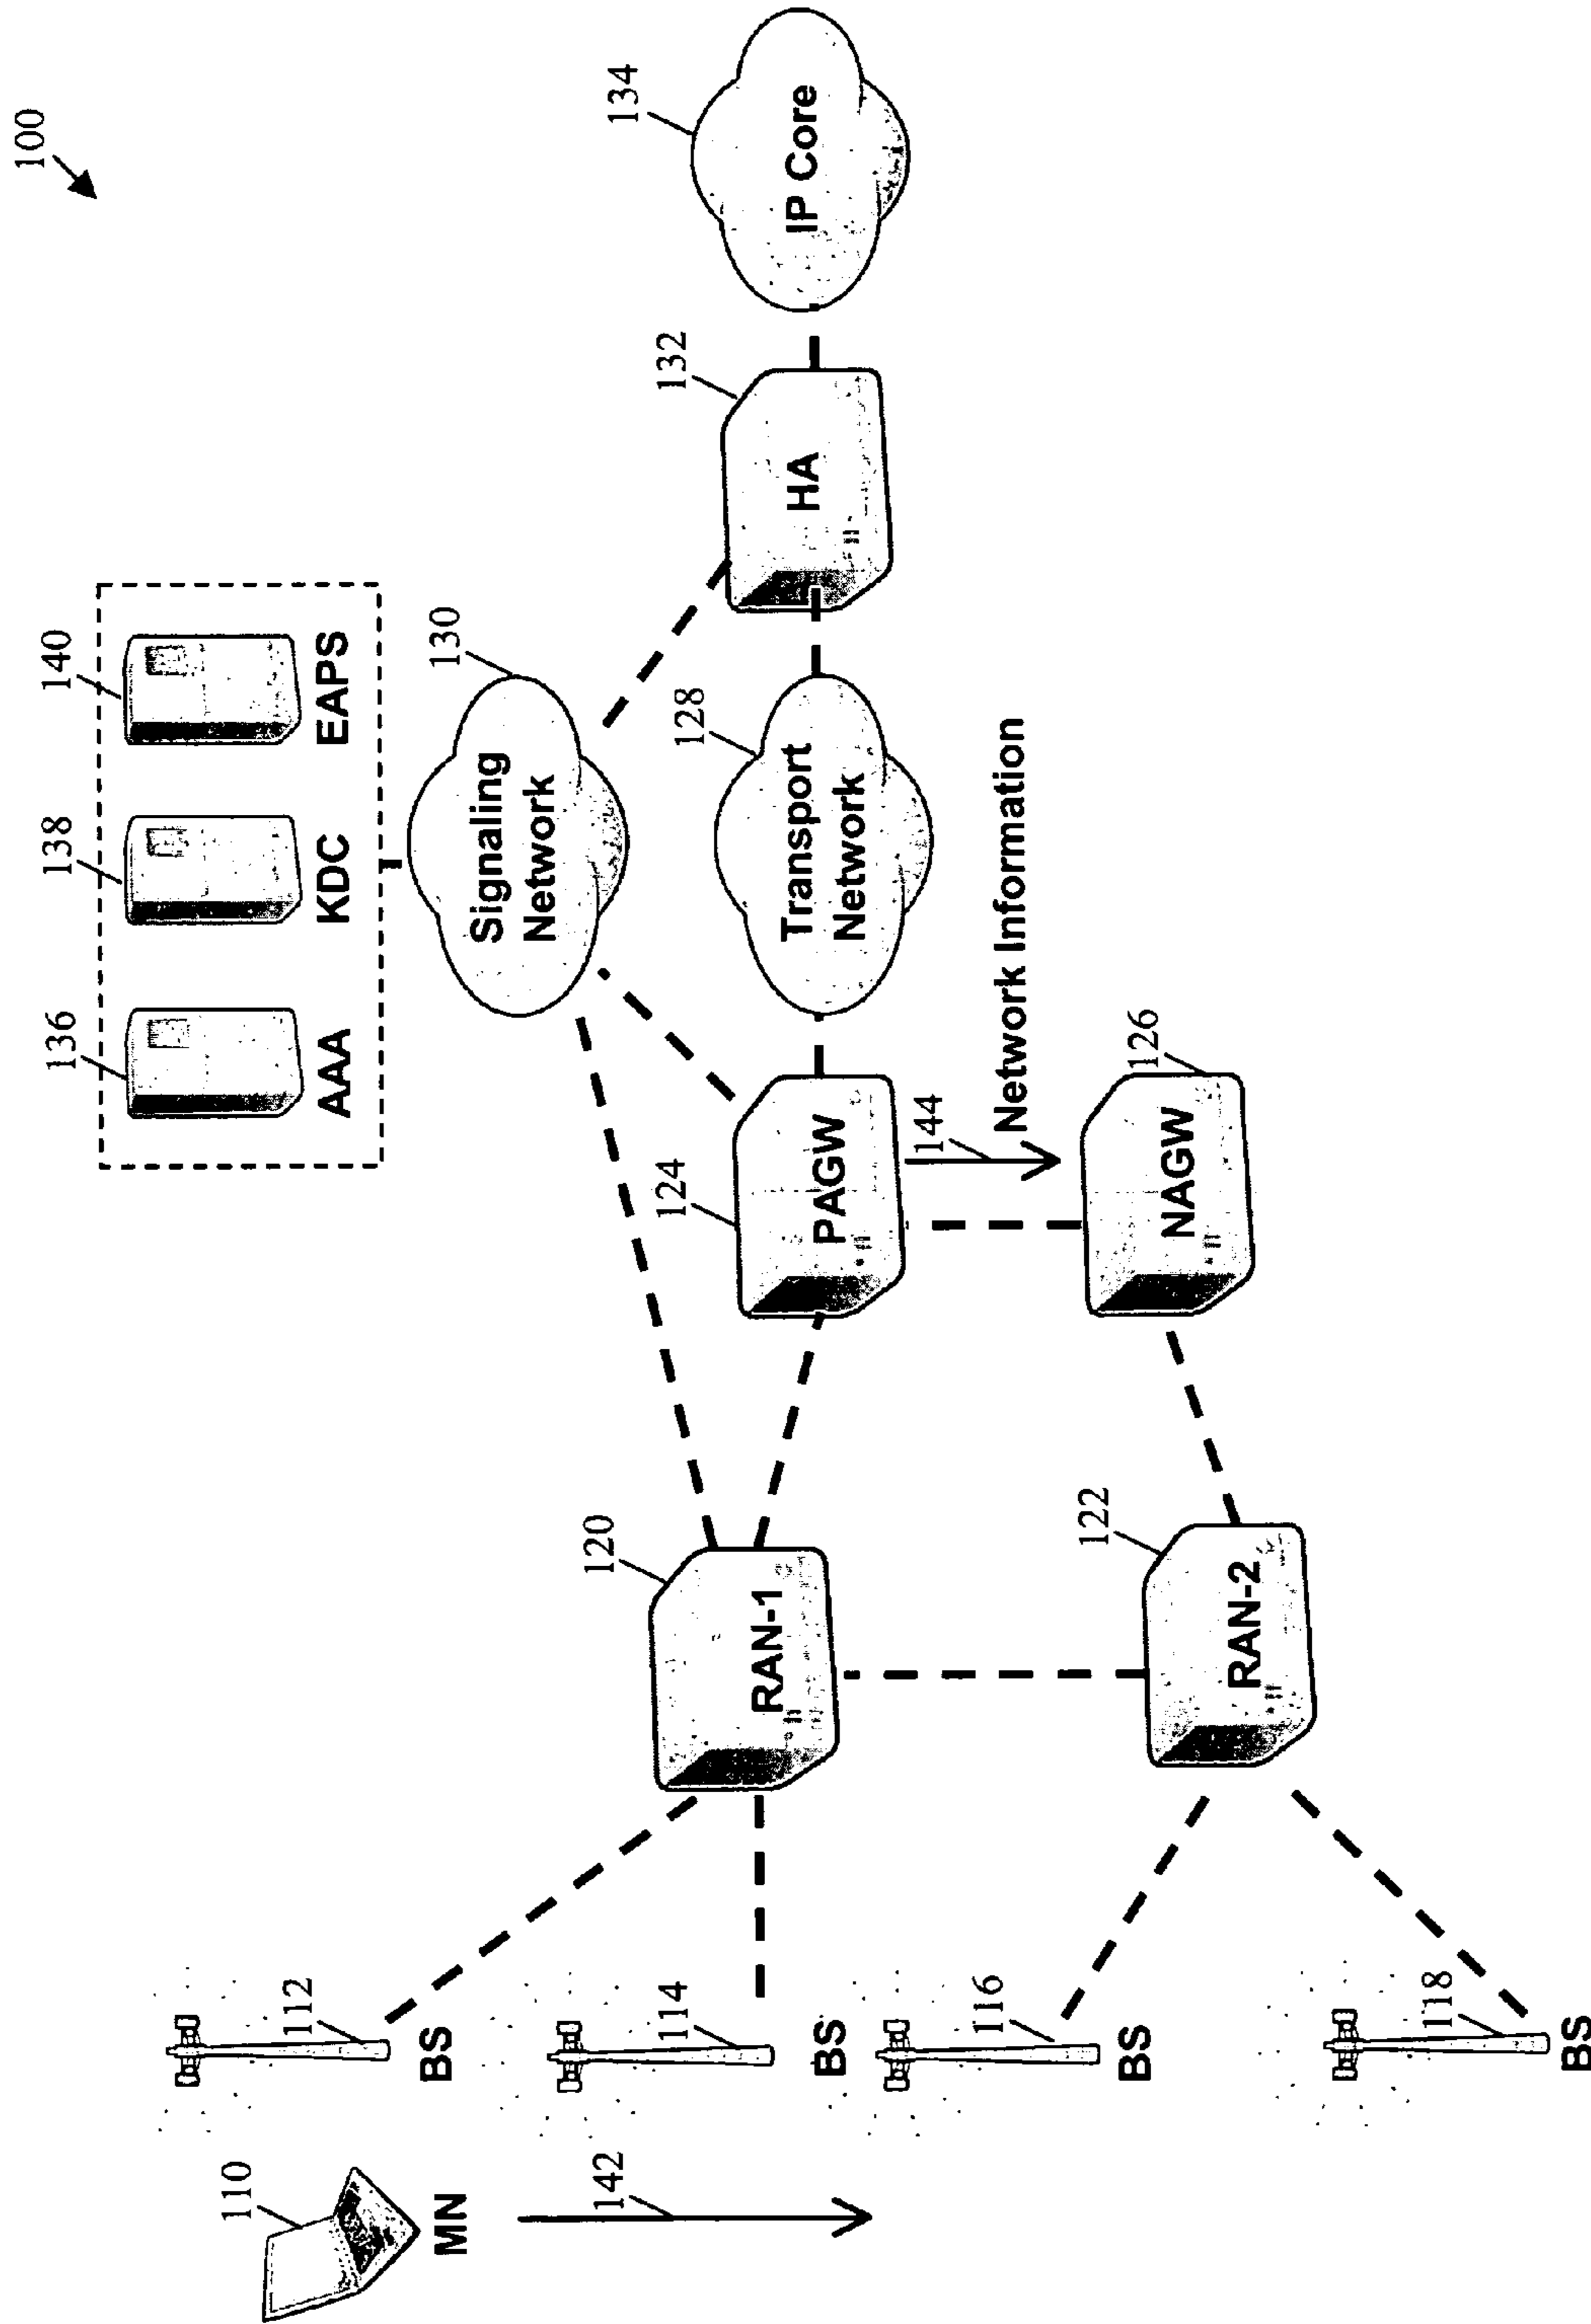 100
136
138
140
AAA
KDC
EAPS
130
Signaling
Network
110
MN
142
112
BS
114
BS
116
BS
118
BS
120
RAN-1
122
RAN-2
124
PAGW
144
Network Information
126
NAGW
128
Transport
Network
132
HA
134
IP Core